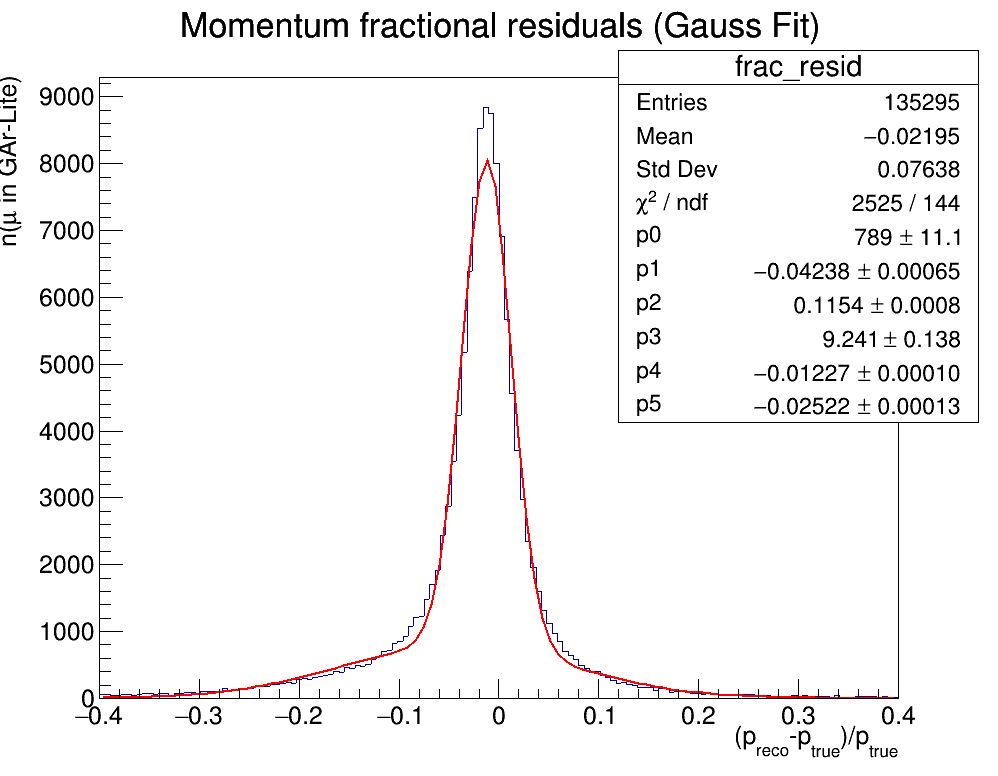 Momentum fractional residuals (Gauss Fit)
n(μ in GAr-Lite)
9000
8000
7000
6000
5000
4000
3000
2000
1000
0
−0.4 −0.3 −0.2 −0.1 0 0.1 0.2 0.3 0.4
(p_reco-p_true)/p_true
frac_resid
Entries 135295
Mean −0.02195
Std Dev 0.07638
χ² / ndf 2525 / 144
p0 789 ± 11.1
p1 −0.04238 ± 0.00065
p2 0.1154 ± 0.0008
p3 9.241 ± 0.138
p4 −0.01227 ± 0.00010
p5 −0.02522 ± 0.00013